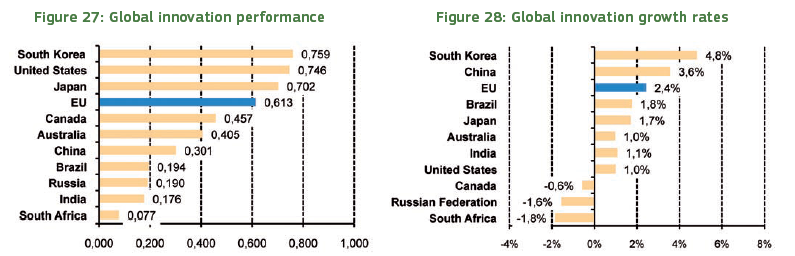 Figure 27: Global innovation performance
South Korea 0,759
United States 0,746
Japan 0,702
EU 0,613
Canada 0,457
Australia 0,405
China 0,301
Brazil 0,194
Russia 0,190
India 0,176
South Africa 0,077
0,000 0,200 0,400 0,600 0,800 1,000
Figure 28: Global innovation growth rates
South Korea 4,8%
China 3,6%
EU 2,4%
Brazil 1,8%
Japan 1,7%
Australia 1,0%
India 1,1%
United States 1,0%
Canada -0,6%
Russian Federation -1,6%
South Africa -1,8%
-4% -2% 0% 2% 4% 6% 8%